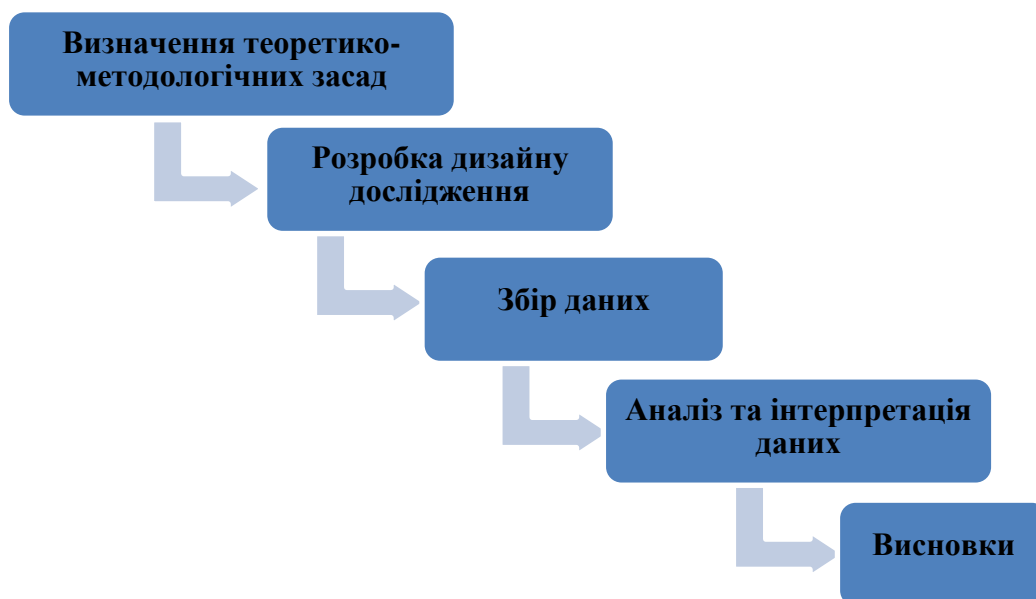 Визначення теоретико-
методологічних засад
Розробка дизайну
дослідження
Збір даних
Аналіз та інтерпретація
даних
Висновки